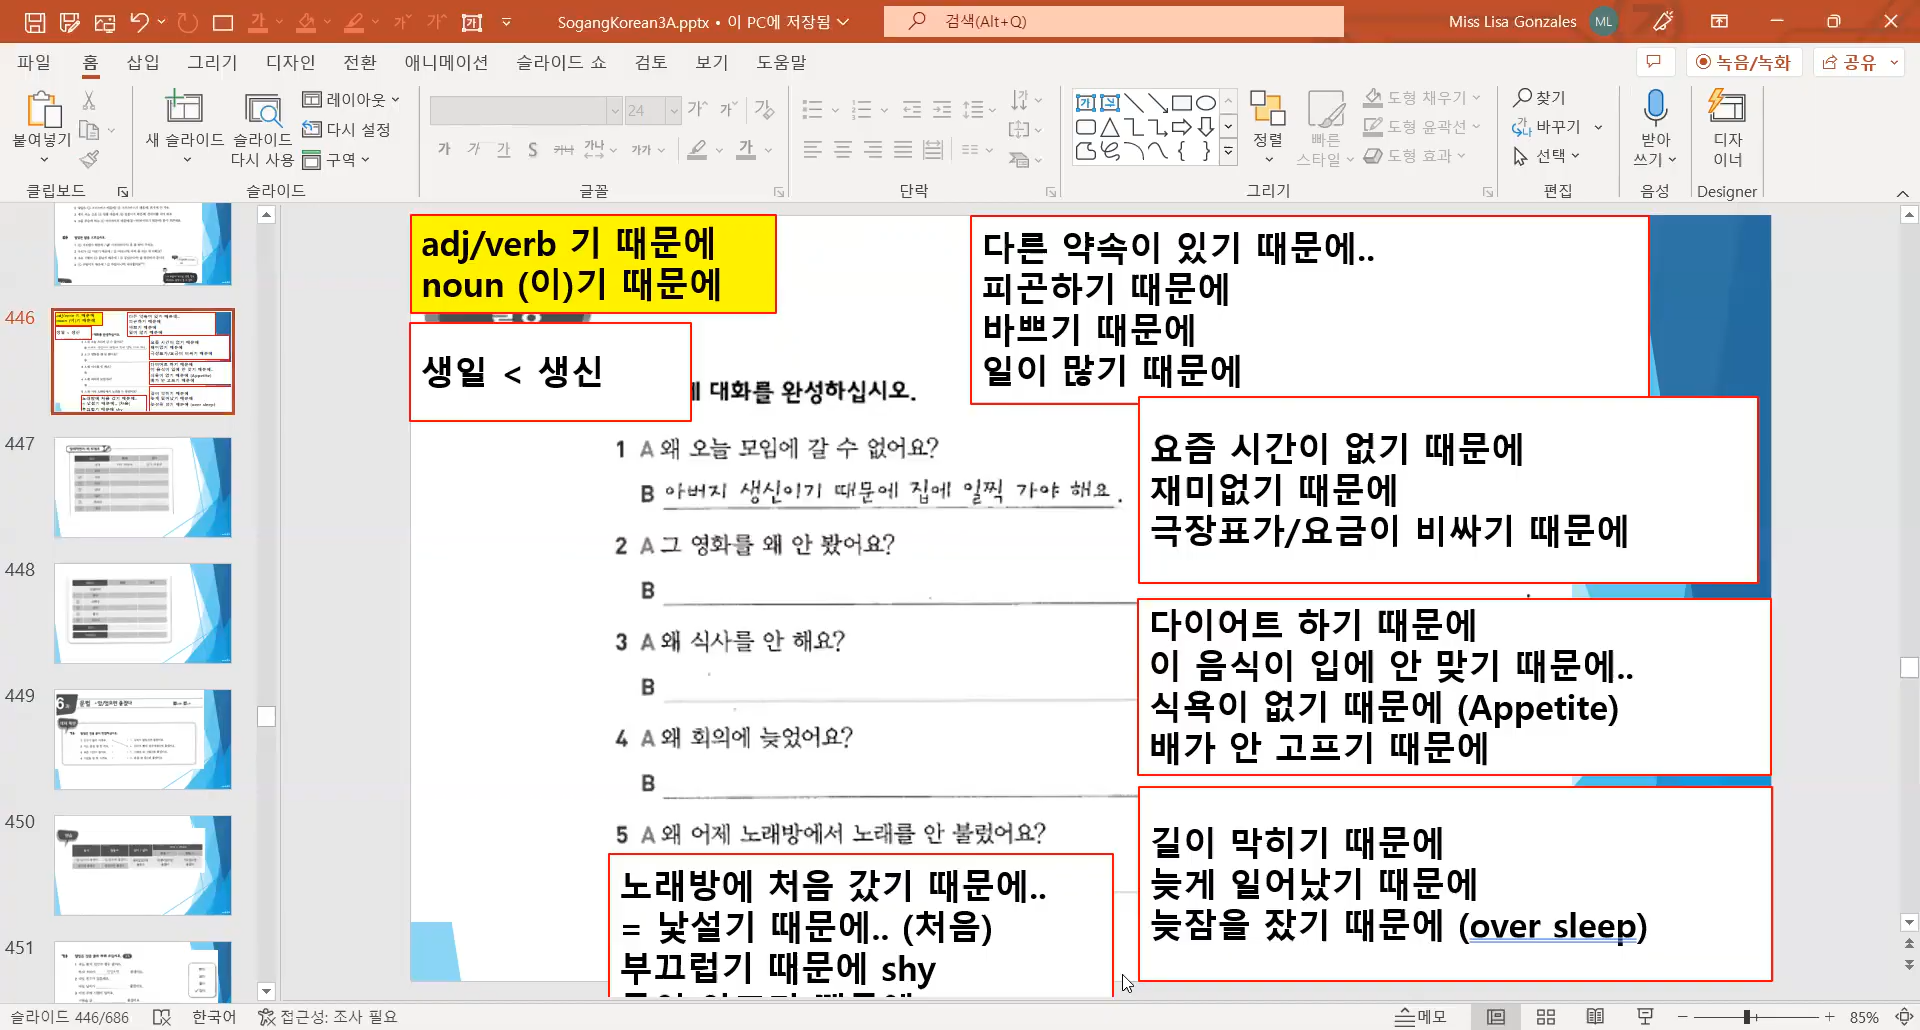 SogangKorean3A.pptx • 이 PC에 저장됨
검색(Alt+Q)
Miss Lisa Gonzales
ML
파일 홈 삽입 그리기 디자인 전환 애니메이션 슬라이드 쇼 검토 보기 도움말
녹음/녹화
공유
붙여넣기
클립보드
새 슬라이드
슬라이드 다시 사용
레이아웃
다시 설정
구역
슬라이드
24
글꼴
단락
정렬
빠른 스타일
도형 채우기
도형 윤곽선
도형 효과
그리기
찾기
바꾸기
선택
편집
받아쓰기
음성
디자이너
Designer
446
447
448
449
450
451
adj/verb 기 때문에
noun (이)기 때문에
생일 < 생신
대화를 완성하십시오.
다른 약속이 있기 때문에..
피곤하기 때문에
바쁘기 때문에
일이 많기 때문에
1 A 왜 오늘 모임에 갈 수 없어요?
B 아버지 생신이기 때문에 집에 일찍 가야 해요.
요즘 시간이 없기 때문에
재미없기 때문에
극장표가/요금이 비싸기 때문에
2 A 그 영화를 왜 안 봤어요?
B
3 A 왜 식사를 안 해요?
B
다이어트 하기 때문에
이 음식이 입에 안 맞기 때문에..
식욕이 없기 때문에 (Appetite)
배가 안 고프기 때문에
4 A 왜 회의에 늦었어요?
B
길이 막히기 때문에
늦게 일어났기 때문에
늦잠을 잤기 때문에 (over sleep)
5 A 왜 어제 노래방에서 노래를 안 불렀어요?
노래방에 처음 갔기 때문에..
= 낯설기 때문에.. (처음)
부끄럽기 때문에 shy
슬라이드 446/686
한국어
접근성: 조사 필요
메모
85%